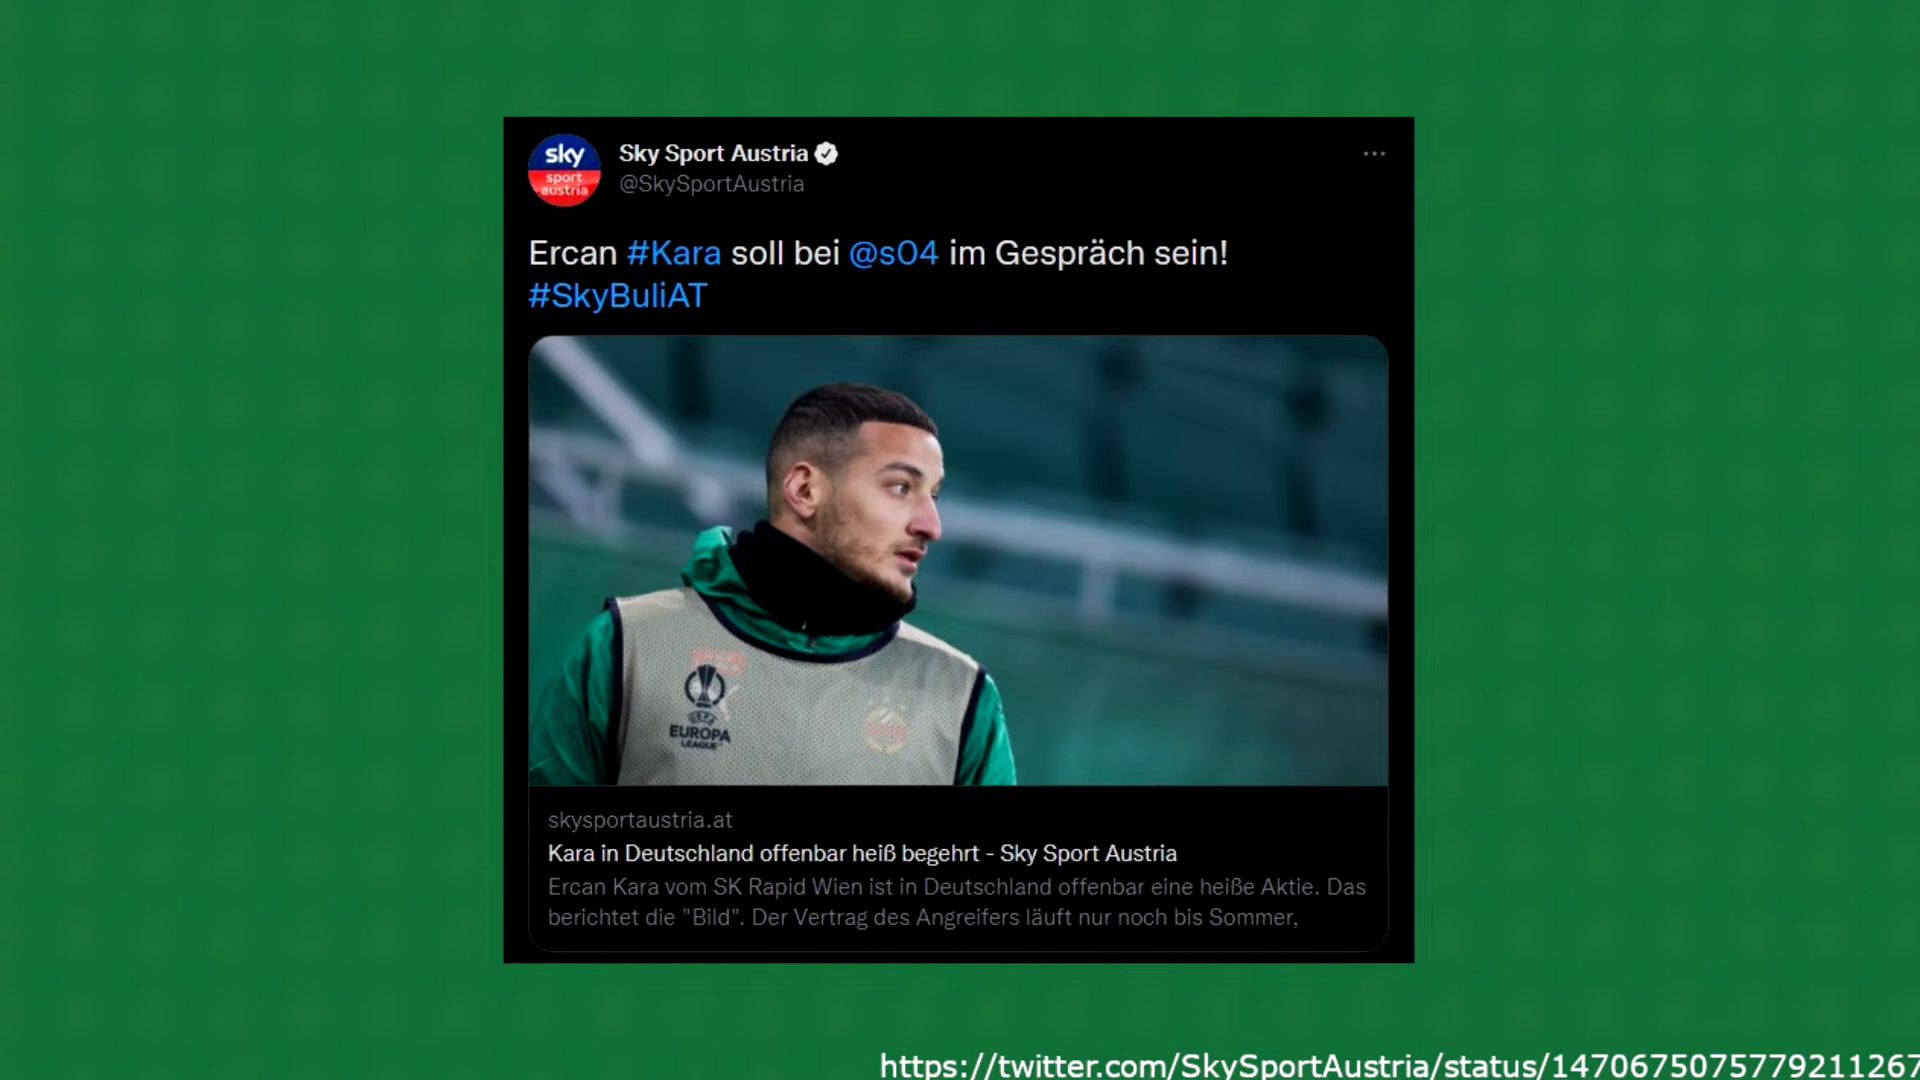 sky
sport
austria
Sky Sport Austria
@SkySportAustria
Ercan #Kara soll bei @s04 im Gespräch sein!
#SkyBuliAT
UEFA
EUROPA
LEAGUE
skysportaustria.at
Kara in Deutschland offenbar heiß begehrt - Sky Sport Austria
Ercan Kara vom SK Rapid Wien ist in Deutschland offenbar eine heiße Aktie. Das
berichtet die "Bild". Der Vertrag des Angreifers läuft nur noch bis Sommer,
https://twitter.com/SkySportAustria/status/1470675075779211267